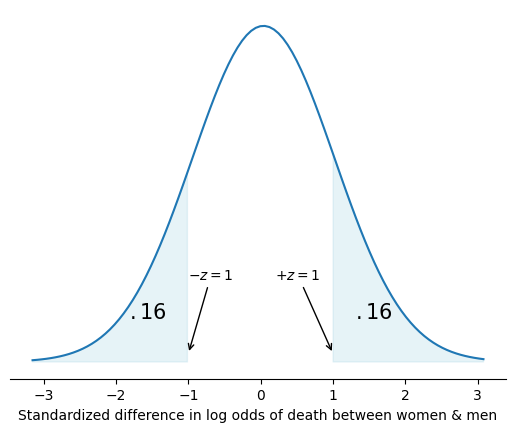 −z = 1
+z = 1
.16
.16
−3 −2 −1 0 1 2 3
Standardized difference in log odds of death between women & men